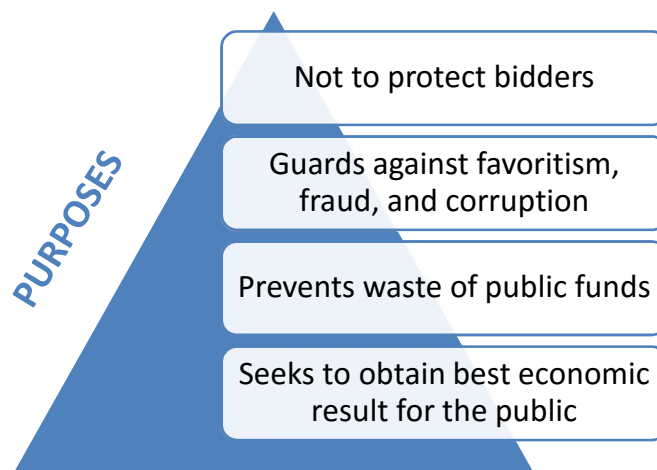 PURPOSES
Not to protect bidders
Guards against favoritism,
fraud, and corruption
Prevents waste of public funds
Seeks to obtain best economic
result for the public